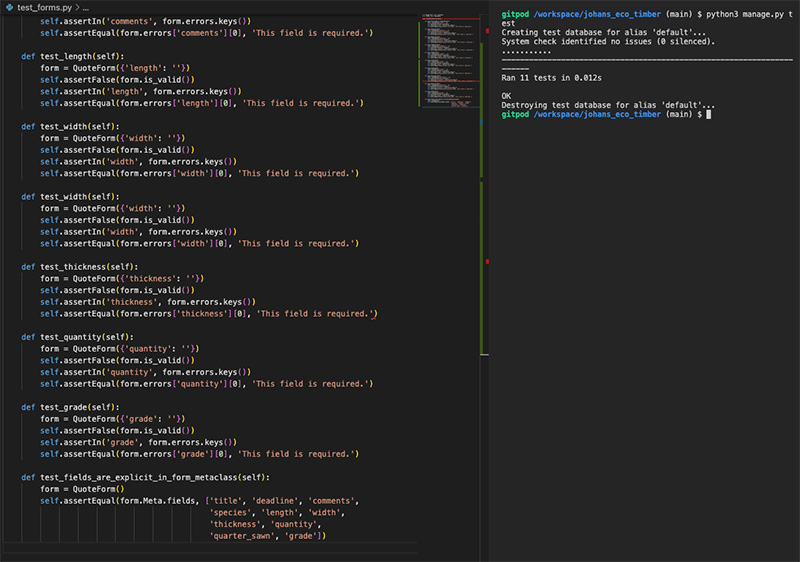 test_forms.py > ...
self.assertIn('comments', form.errors.keys())
self.assertEqual(form.errors['comments'][0], 'This field is required.')
def test_length(self):
form = QuoteForm({'length': ''})
self.assertFalse(form.is_valid())
self.assertIn('length', form.errors.keys())
self.assertEqual(form.errors['length'][0], 'This field is required.')
def test_width(self):
form = QuoteForm({'width': ''})
self.assertFalse(form.is_valid())
self.assertIn('width', form.errors.keys())
self.assertEqual(form.errors['width'][0], 'This field is required.')
def test_width(self):
form = QuoteForm({'width': ''})
self.assertFalse(form.is_valid())
self.assertIn('width', form.errors.keys())
self.assertEqual(form.errors['width'][0], 'This field is required.')
def test_thickness(self):
form = QuoteForm({'thickness': ''})
self.assertFalse(form.is_valid())
self.assertIn('thickness', form.errors.keys())
self.assertEqual(form.errors['thickness'][0], 'This field is required.')
def test_quantity(self):
form = QuoteForm({'quantity': ''})
self.assertFalse(form.is_valid())
self.assertIn('quantity', form.errors.keys())
self.assertEqual(form.errors['quantity'][0], 'This field is required.')
def test_grade(self):
form = QuoteForm({'grade': ''})
self.assertFalse(form.is_valid())
self.assertIn('grade', form.errors.keys())
self.assertEqual(form.errors['grade'][0], 'This field is required.')
def test_fields_are_explicit_in_form_metaclass(self):
form = QuoteForm()
self.assertEqual(form.Meta.fields, ['title', 'deadline', 'comments',
'species', 'length', 'width',
'thickness', 'quantity',
'quarter_sawn', 'grade'])
gitpod /workspace/johans_eco_timber (main) $ python3 manage.py t
est
Creating test database for alias 'default'...
System check identified no issues (0 silenced).
...........
----------------------------------------------------------------
------
Ran 11 tests in 0.012s
OK
Destroying test database for alias 'default'...
gitpod /workspace/johans_eco_timber (main) $